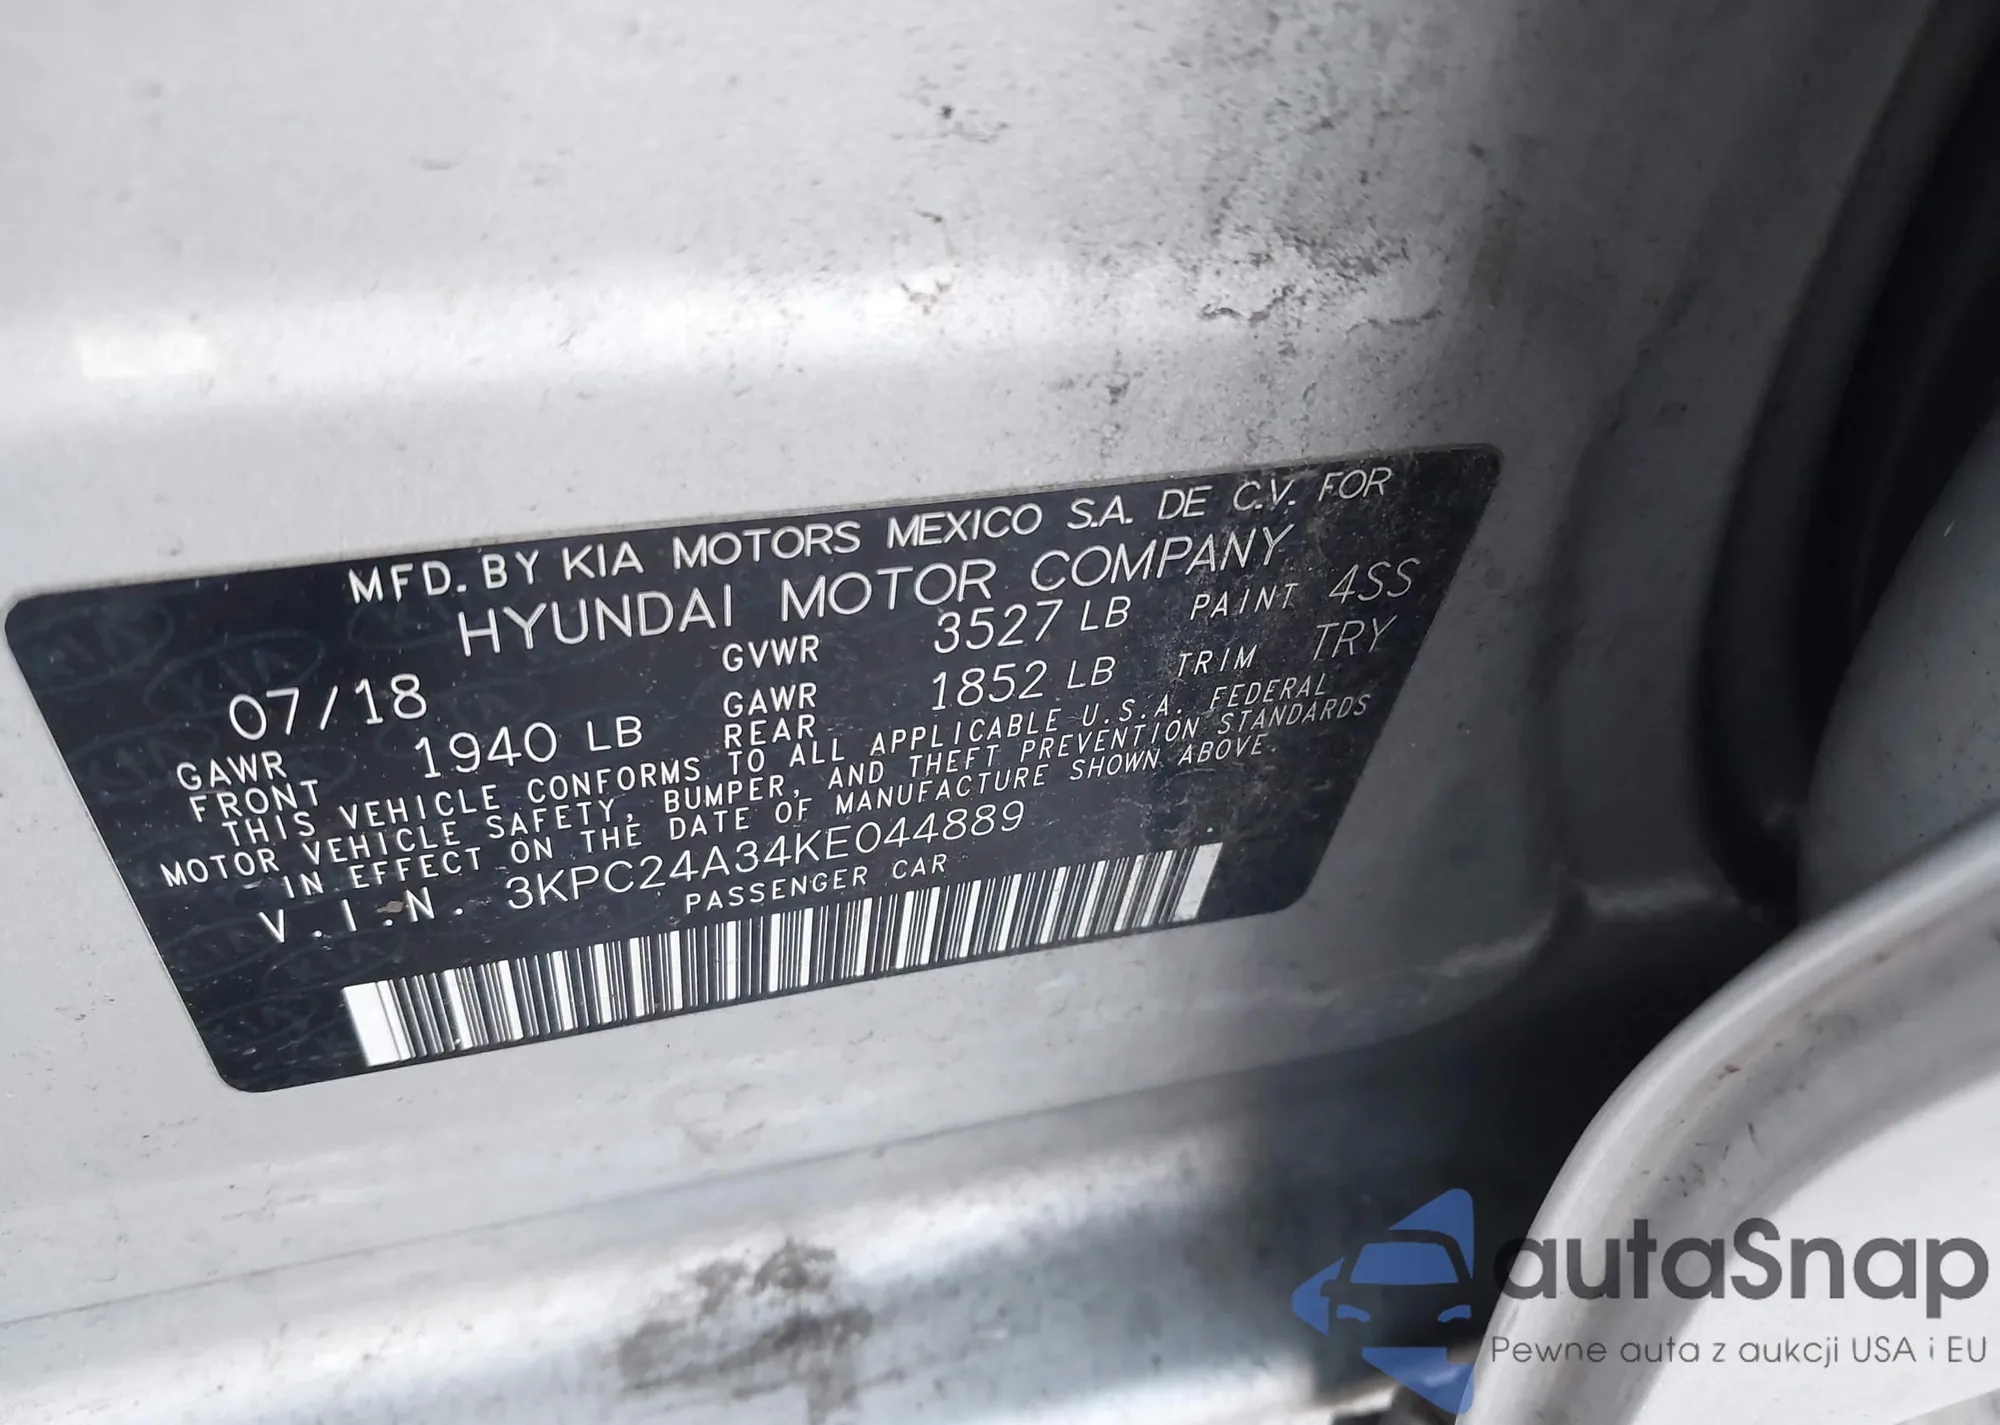 MFD. BY KIA MOTORS MEXICO S.A. DE C.V. FOR
HYUNDAI MOTOR COMPANY
07/18 GVWR 3527 LB PAINT 4SS
GAWR FRONT 1940 LB GAWR REAR 1852 LB TRIM TRY
THIS VEHICLE CONFORMS TO ALL APPLICABLE U.S.A. FEDERAL
MOTOR VEHICLE SAFETY, BUMPER, AND THEFT PREVENTION STANDARDS
IN EFFECT ON THE DATE OF MANUFACTURE SHOWN ABOVE.
V.I.N. 3KPC24A34KE044889
PASSENGER CAR
autaSnap
Pewne auta z aukcji USA i EU